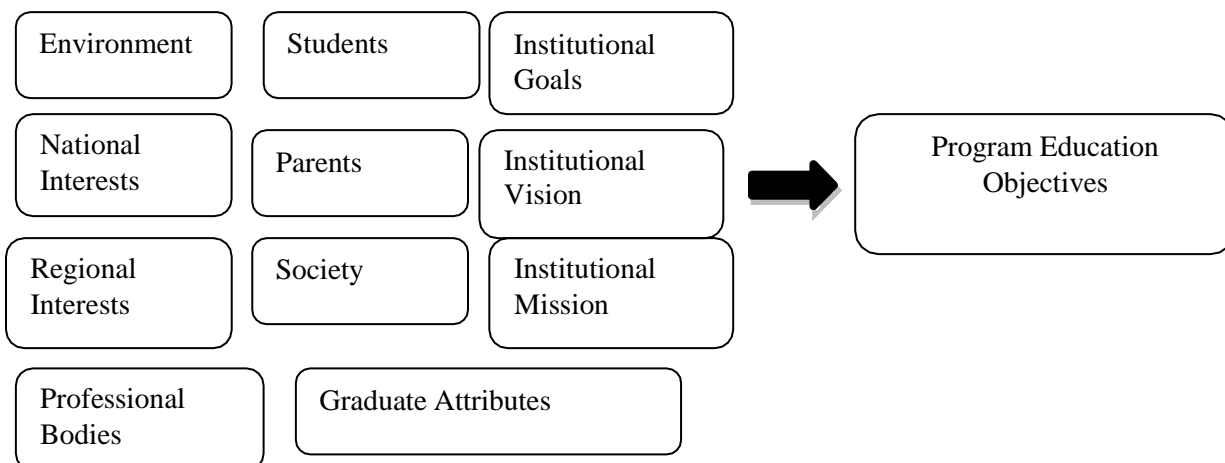 Environment
Students
Institutional
Goals
National
Interests
Parents
Institutional
Vision
Program Education
Objectives
Regional
Interests
Society
Institutional
Mission
Professional
Bodies
Graduate Attributes